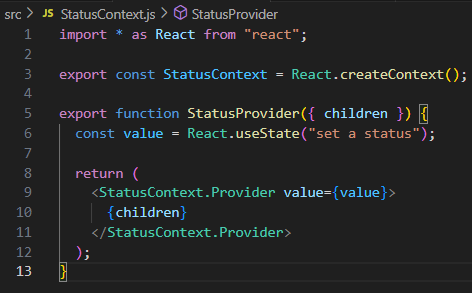 src > JS StatusContext.js > StatusProvider
1 import * as React from "react";
2
3 export const StatusContext = React.createContext();
4
5 export function StatusProvider({ children }) {
6   const value = React.useState("set a status");
7
8   return (
9     <StatusContext.Provider value={value}>
10       {children}
11     </StatusContext.Provider>
12   );
13 }